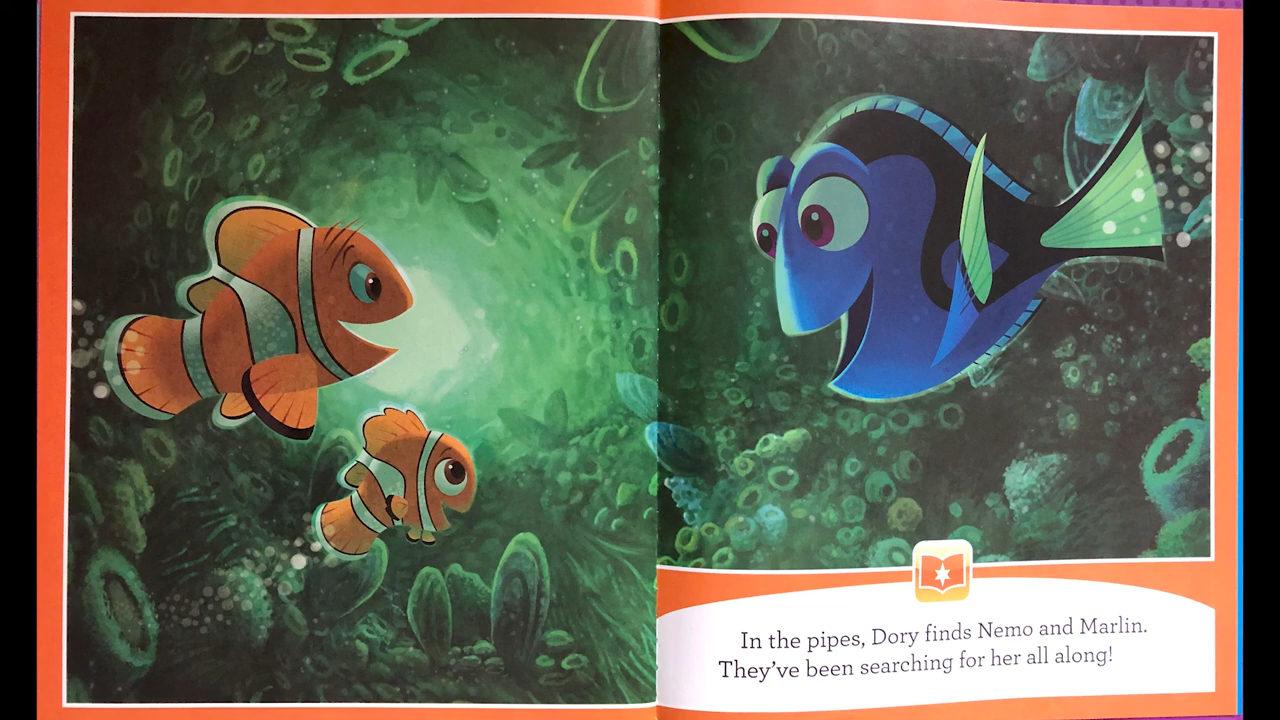 In the pipes, Dory finds Nemo and Marlin.
They've been searching for her all along!